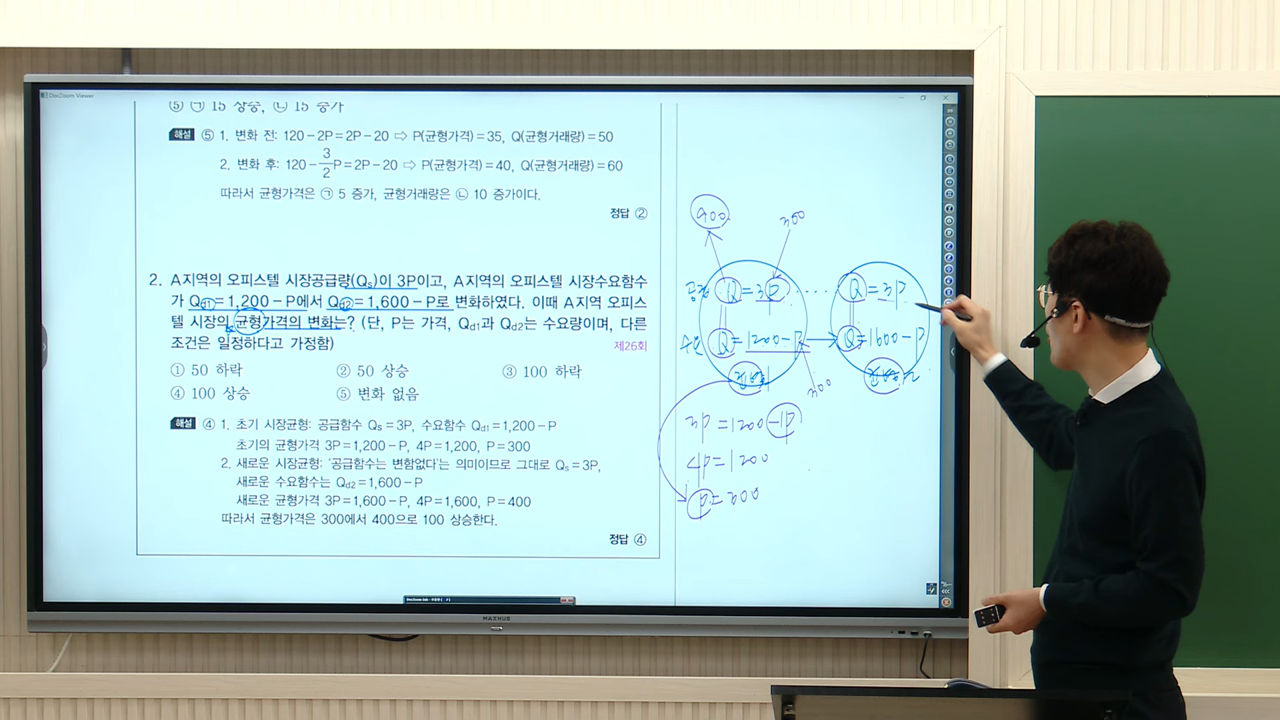 DocZoom Viewer
⑤ ㉠ 15 상승, ㉡ 15 증가
해설 ⑤ 1. 변화 전: 120－2P=2P－20 ⇨ P(균형가격)=35, Q(균형거래량)=50
2. 변화 후: 120－3/2P=2P－20 ⇨ P(균형가격)=40, Q(균형거래량)=60
따라서 균형가격은 ㉠ 5 증가, 균형거래량은 ㉡ 10 증가이다.
정답 ②
2. A지역의 오피스텔 시장공급량(Qs)이 3P이고, A지역의 오피스텔 시장수요함수
가 Qd1=1,200－P에서 Qd2=1,600－P로 변화하였다. 이때 A지역 오피스
텔 시장의 균형가격의 변화는? (단, P는 가격, Qd1과 Qd2는 수요량이며, 다른
조건은 일정하다고 가정함)
제26회
① 50 하락 ② 50 상승 ③ 100 하락
④ 100 상승 ⑤ 변화 없음
해설 ④ 1. 초기 시장균형: 공급함수 Qs=3P, 수요함수 Qd1=1,200－P
초기의 균형가격 3P=1,200－P, 4P=1,200, P=300
2. 새로운 시장균형: '공급함수는 변함없다'는 의미이므로 그대로 Qs=3P,
새로운 수요함수는 Qd2=1,600－P
새로운 균형가격 3P=1,600－P, 4P=1,600, P=400
따라서 균형가격은 300에서 400으로 100 상승한다.
정답 ④
900
300
공급 Q=3P ···· Q=3P
수요 Q=1200-P → Q=1600-P
균형1
300
3P=1200-1P
4P=1200
P=300
MAXHUB